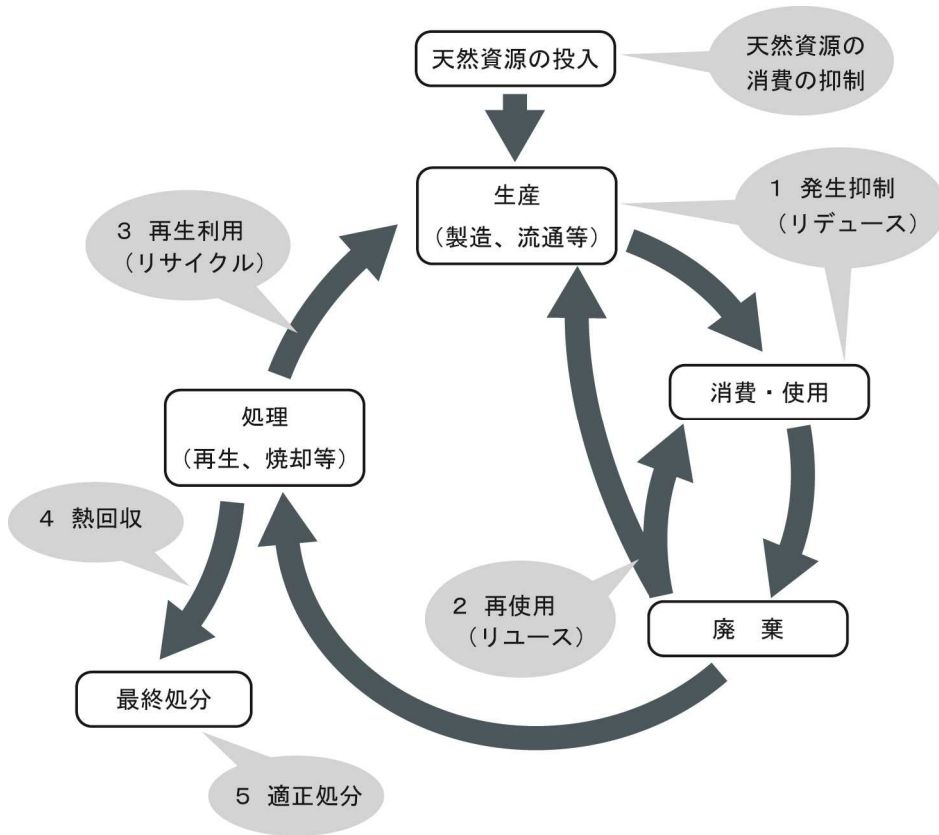 天然資源の投入
天然資源の
消費の抑制
生産
（製造、流通等）
1 発生抑制
（リデュース）
3 再生利用
（リサイクル）
消費・使用
処理
（再生、焼却等）
4 熱回収
2 再使用
（リユース）
廃　棄
最終処分
5 適正処分